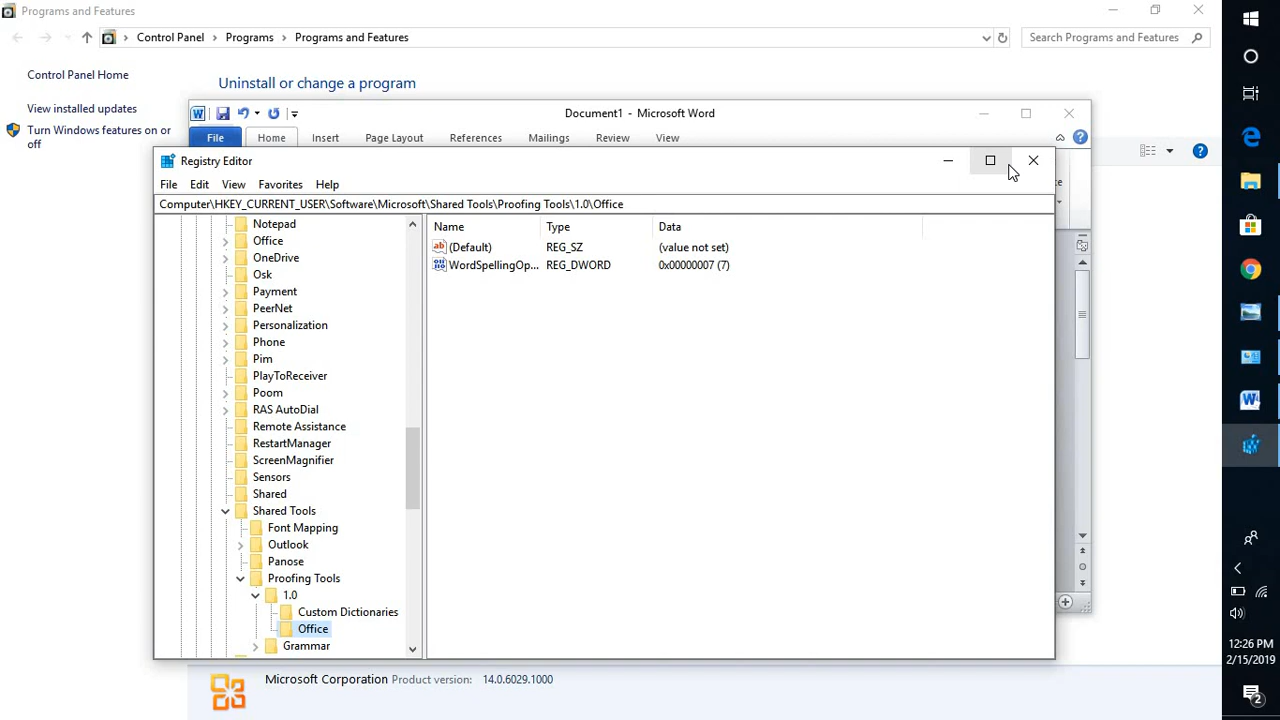 Programs and Features
Control Panel Programs Programs and Features
Search Programs and Features
Control Panel Home
View installed updates
Turn Windows features on or
off
Uninstall or change a program
Document1 - Microsoft Word
File Home Insert Page Layout References Mailings Review View
Registry Editor
File Edit View Favorites Help
Computer\HKEY_CURRENT_USER\Software\Microsoft\Shared Tools\Proofing Tools\1.0\Office
Notepad
Office
OneDrive
Osk
Payment
PeerNet
Personalization
Phone
Pim
PlayToReceiver
Poom
RAS AutoDial
Remote Assistance
RestartManager
ScreenMagnifier
Sensors
Shared
Shared Tools
Font Mapping
Outlook
Panose
Proofing Tools
1.0
Custom Dictionaries
Office
Grammar
Name Type Data
(Default) REG_SZ (value not set)
WordSpellingOp... REG_DWORD 0x00000007 (7)
Microsoft Corporation Product version: 14.0.6029.1000
12:26 PM
2/15/2019
2